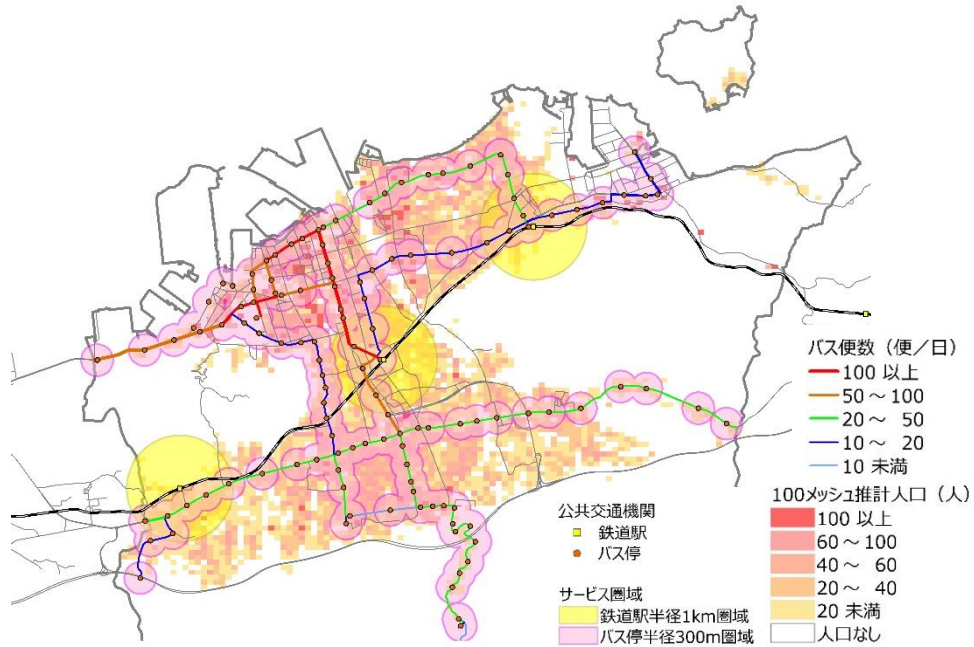 バス便数（便／日）
100 以上
50～100
20～ 50
10～ 20
10 未満
公共交通機関
鉄道駅
バス停
サービス圏域
鉄道駅半径1km圏域
バス停半径300m圏域
100メッシュ推計人口（人）
100 以上
60～100
40～ 60
20～ 40
20 未満
人口なし